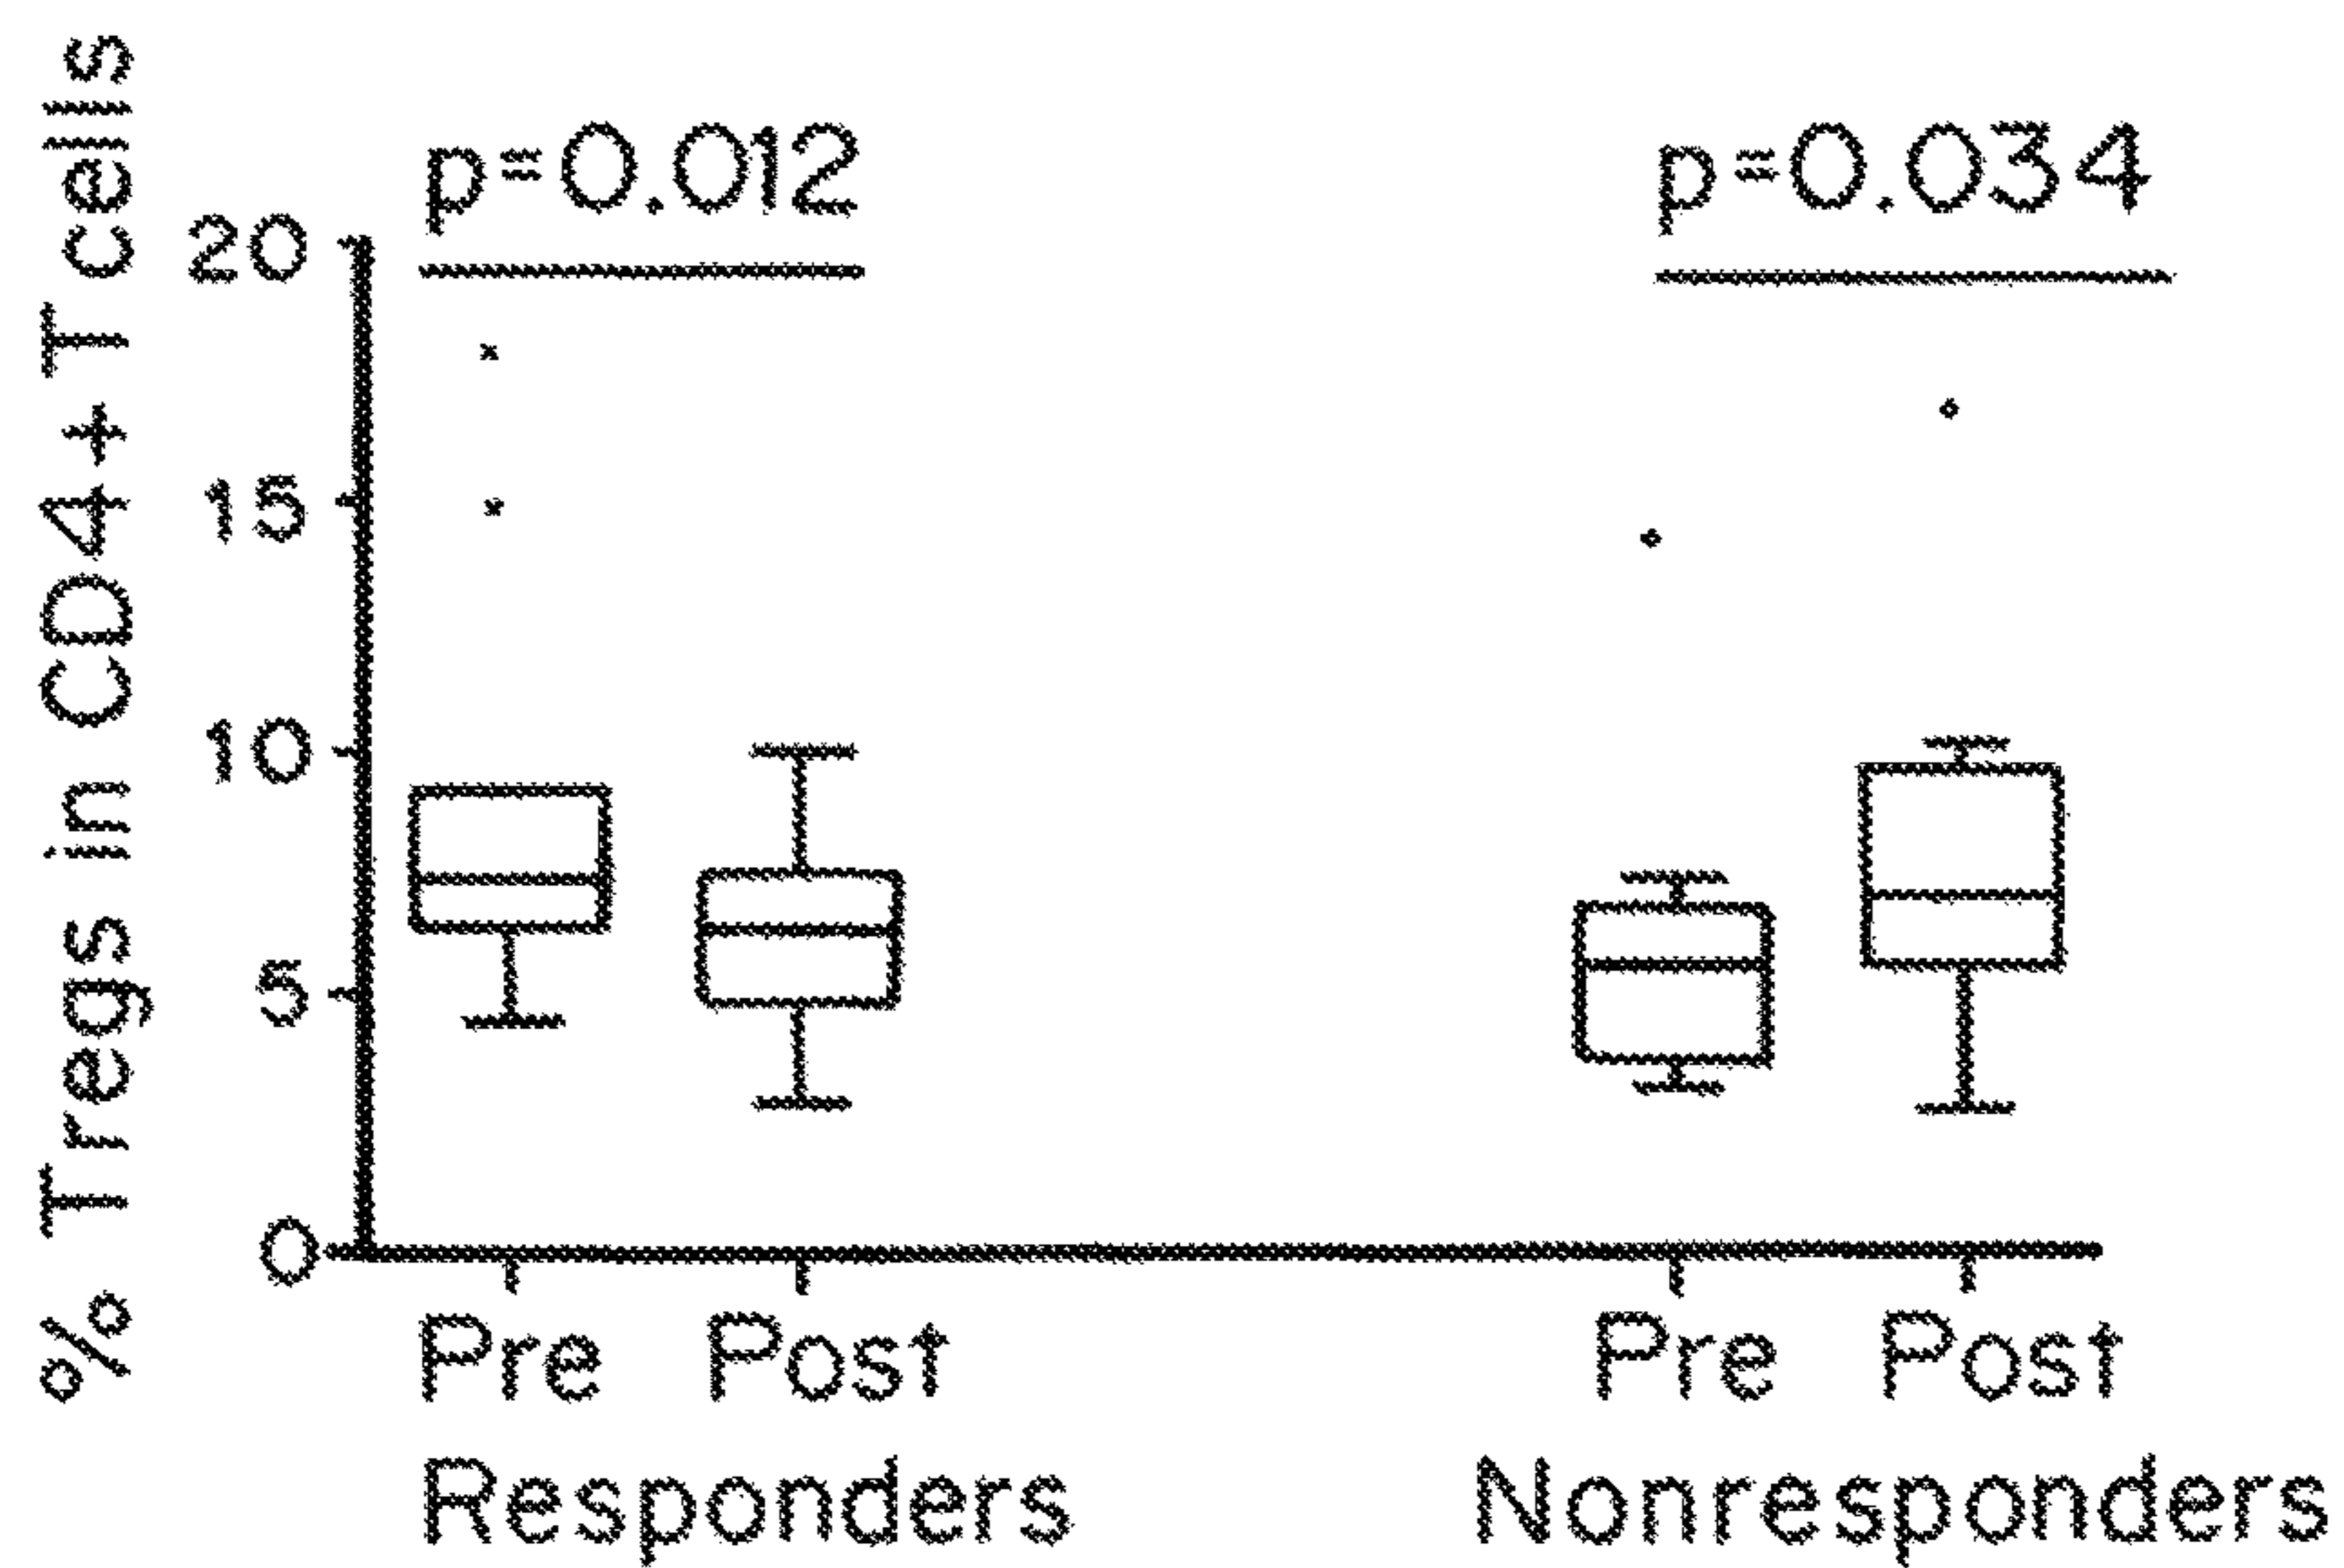 % Tregs in CD4+ T cells
p=0.012
p=0.034
20
15
10
5
0
Pre Post Pre Post
Responders Nonresponders